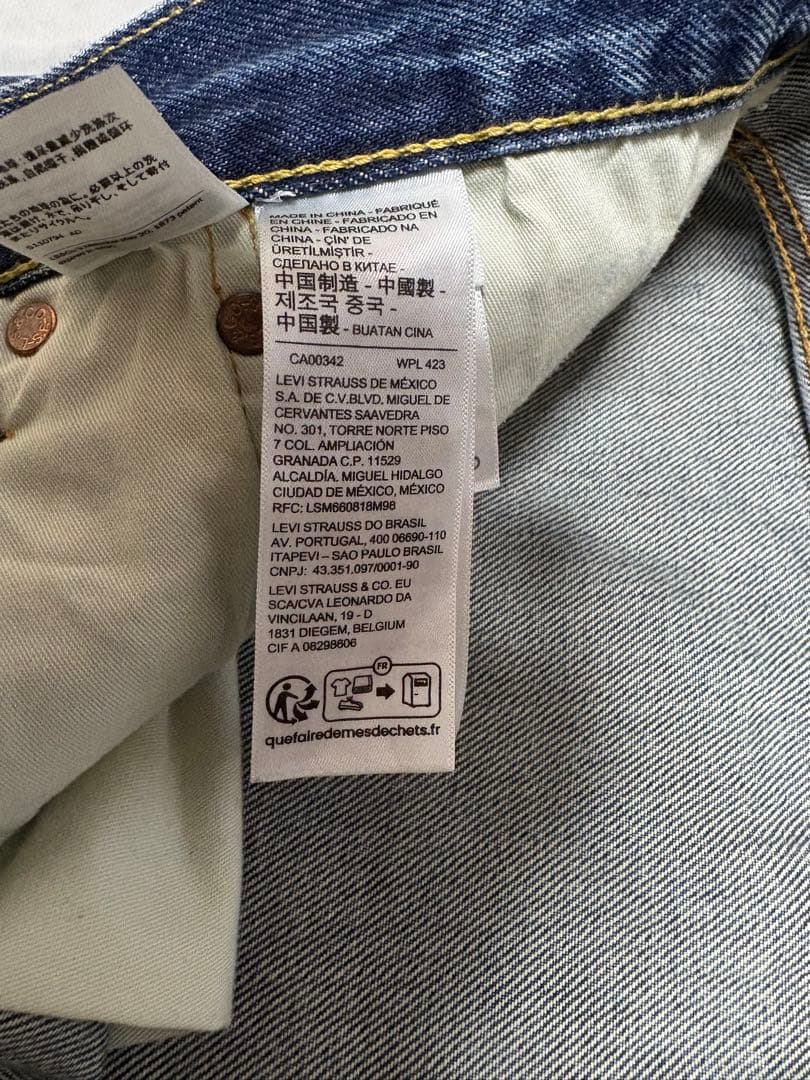 MADE IN CHINA - FABRIQUÉ
EN CHINE - FABRICADO EN
CHINA - FABRICADO NA
CHINA - ÇİN' DE
ÜRETİLMİŞTİR -
СДЕЛАНО В КИТАЕ -
中国制造 - 中國製 -
제조국 중국 -
中国製 - BUATAN CINA
CA00342 WPL 423
LEVI STRAUSS DE MÉXICO
S.A. DE C.V.BLVD. MIGUEL DE
CERVANTES SAAVEDRA
NO. 301, TORRE NORTE PISO
7 COL. AMPLIACIÓN
GRANADA C.P. 11529
ALCALDÍA. MIGUEL HIDALGO
CIUDAD DE MÉXICO, MÉXICO
RFC: LSM660818M98
LEVI STRAUSS DO BRASIL
AV. PORTUGAL, 400 06690-110
ITAPEVI – SAO PAULO BRASIL
CNPJ: 43.351.097/0001-90
LEVI STRAUSS & CO. EU
SCA/CVA LEONARDO DA
VINCILAAN, 19 - D
1831 DIEGEM, BELGIUM
CIF A 08298606
FR
quefairedemesdechets.fr